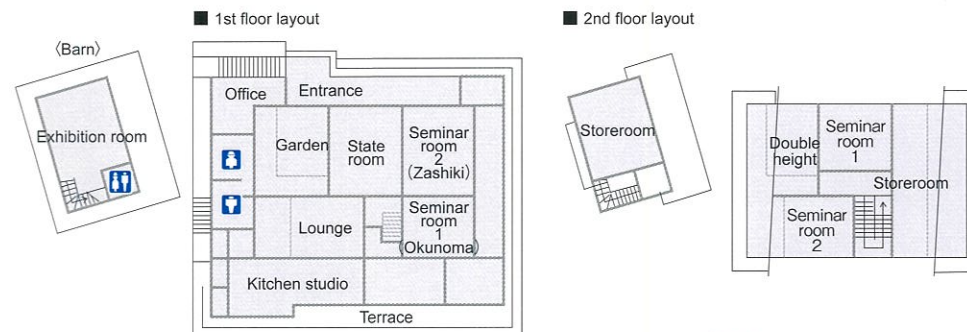 ■ 1st floor layout
〈Barn〉
Exhibition room
Office
Entrance
Garden
State
room
Seminar
room
2
(Zashiki)
Lounge
Seminar
room
1
(Okunoma)
Kitchen studio
Terrace
■ 2nd floor layout
Storeroom
Double
height
Seminar
room
1
Storeroom
Seminar
room
2